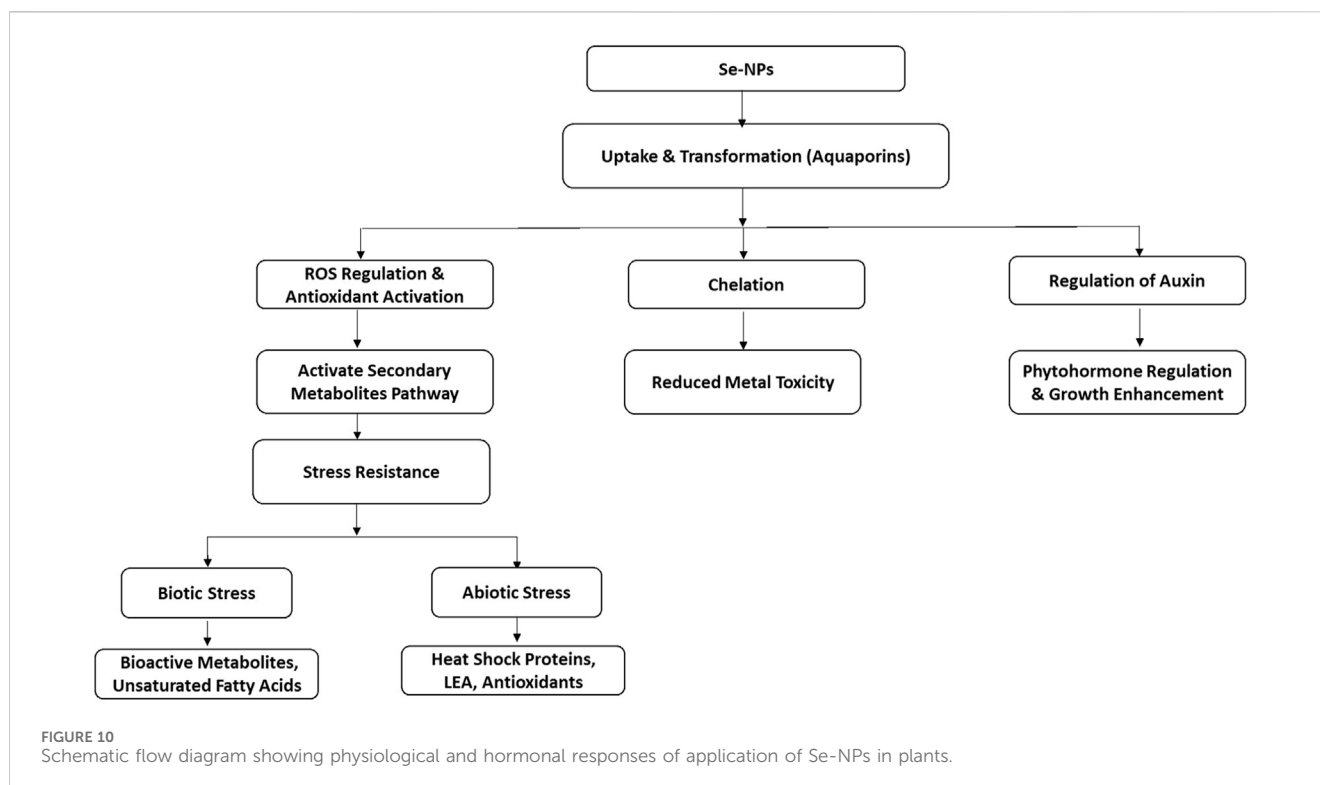 Se-NPs
Uptake & Transformation (Aquaporins)
ROS Regulation &
Antioxidant Activation
Chelation
Regulation of Auxin
Activate Secondary
Metabolites Pathway
Reduced Metal Toxicity
Phytohormone Regulation
& Growth Enhancement
Stress Resistance
Biotic Stress
Abiotic Stress
Bioactive Metabolites,
Unsaturated Fatty Acids
Heat Shock Proteins,
LEA, Antioxidants
FIGURE 10
Schematic flow diagram showing physiological and hormonal responses of application of Se-NPs in plants.